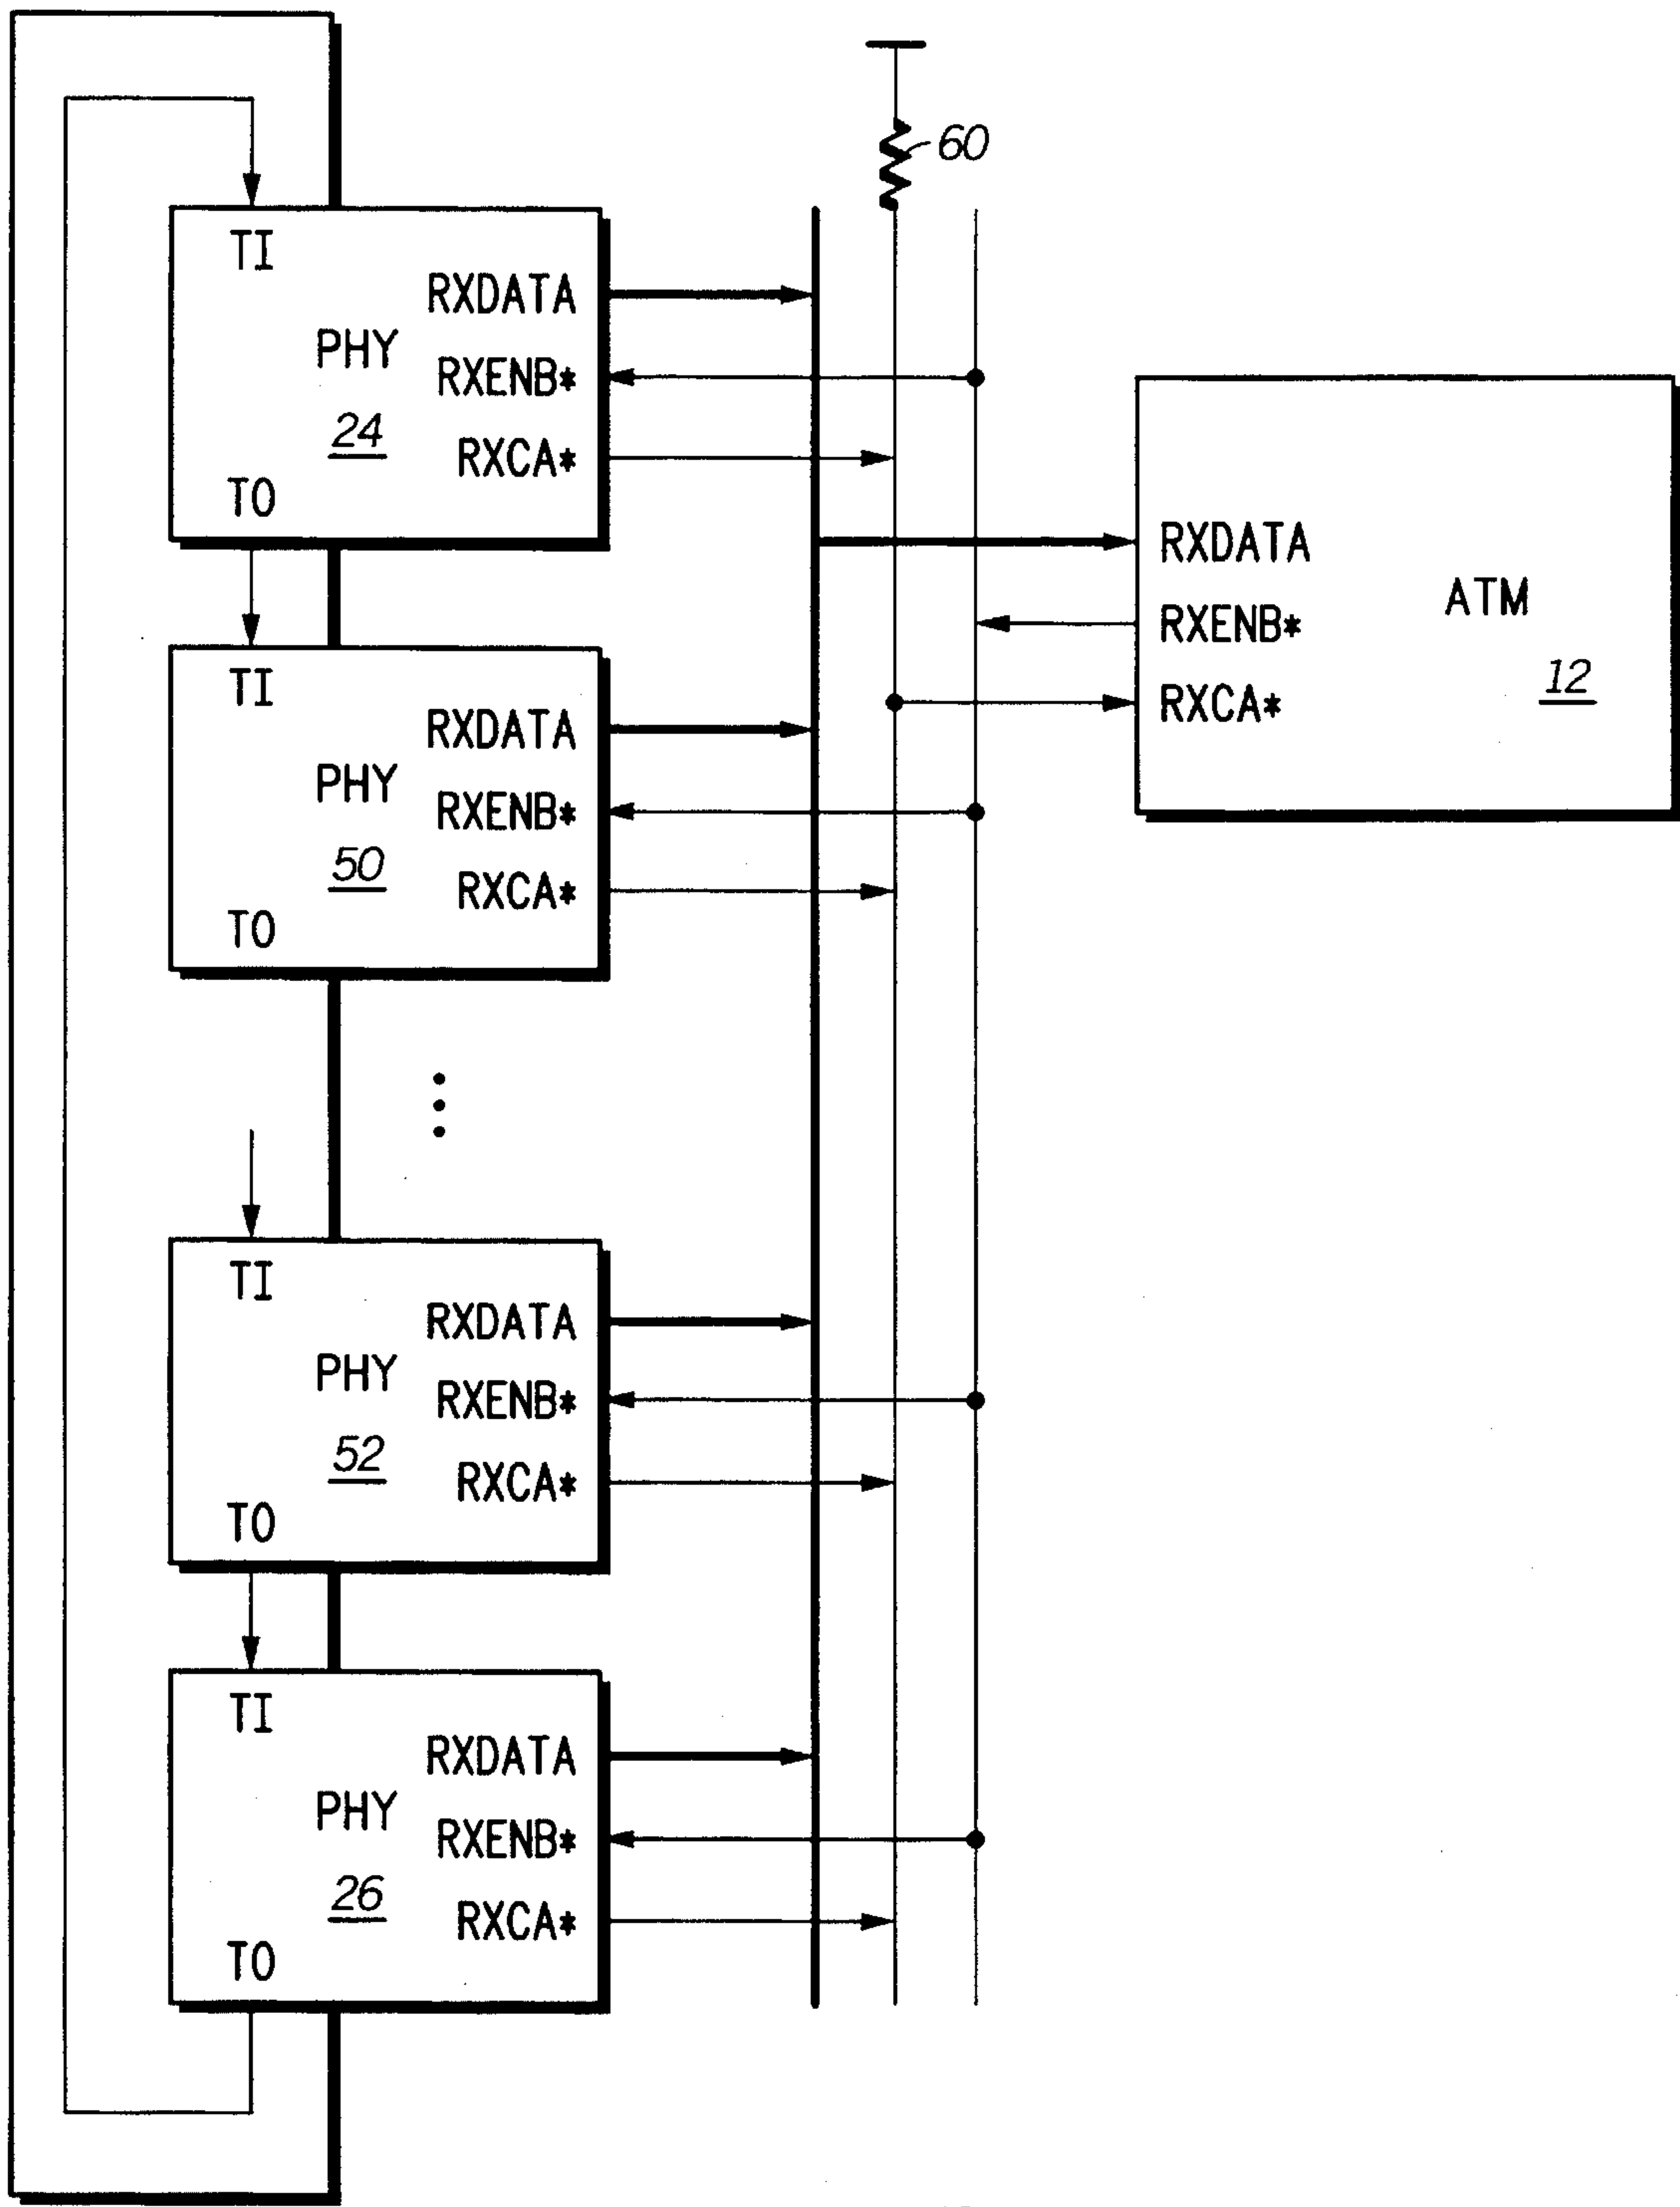 60
TI
RXDATA
PHY
RXENB*
24
RXCA*
TO
RXDATA
ATM
RXENB*
12
RXCA*
TI
RXDATA
PHY
RXENB*
50
RXCA*
TO
TI
RXDATA
PHY
RXENB*
52
RXCA*
TO
TI
RXDATA
PHY
RXENB*
26
RXCA*
TO